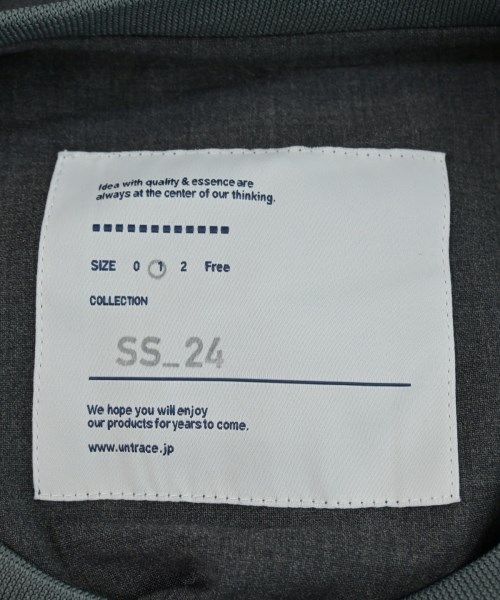 Idea with quality & essence are
always at the center of our thinking.
SIZE 0 1 2 Free
COLLECTION
SS_24
We hope you will enjoy
our products for years to come.
www.untrace.jp